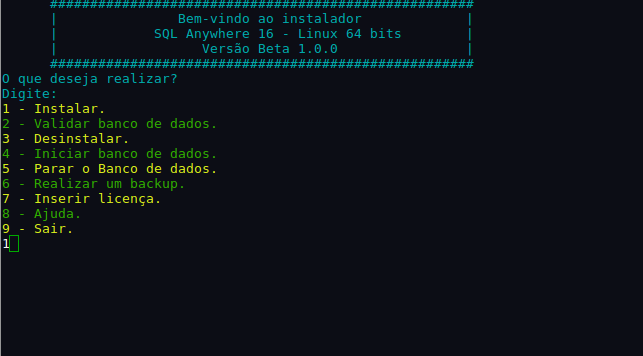 #####################################################
| Bem-vindo ao instalador |
| SQL Anywhere 16 - Linux 64 bits |
| Versão Beta 1.0.0 |
#####################################################
O que deseja realizar?
Digite:
1 - Instalar.
2 - Validar banco de dados.
3 - Desinstalar.
4 - Iniciar banco de dados.
5 - Parar o Banco de dados.
6 - Realizar um backup.
7 - Inserir licença.
8 - Ajuda.
9 - Sair.
1